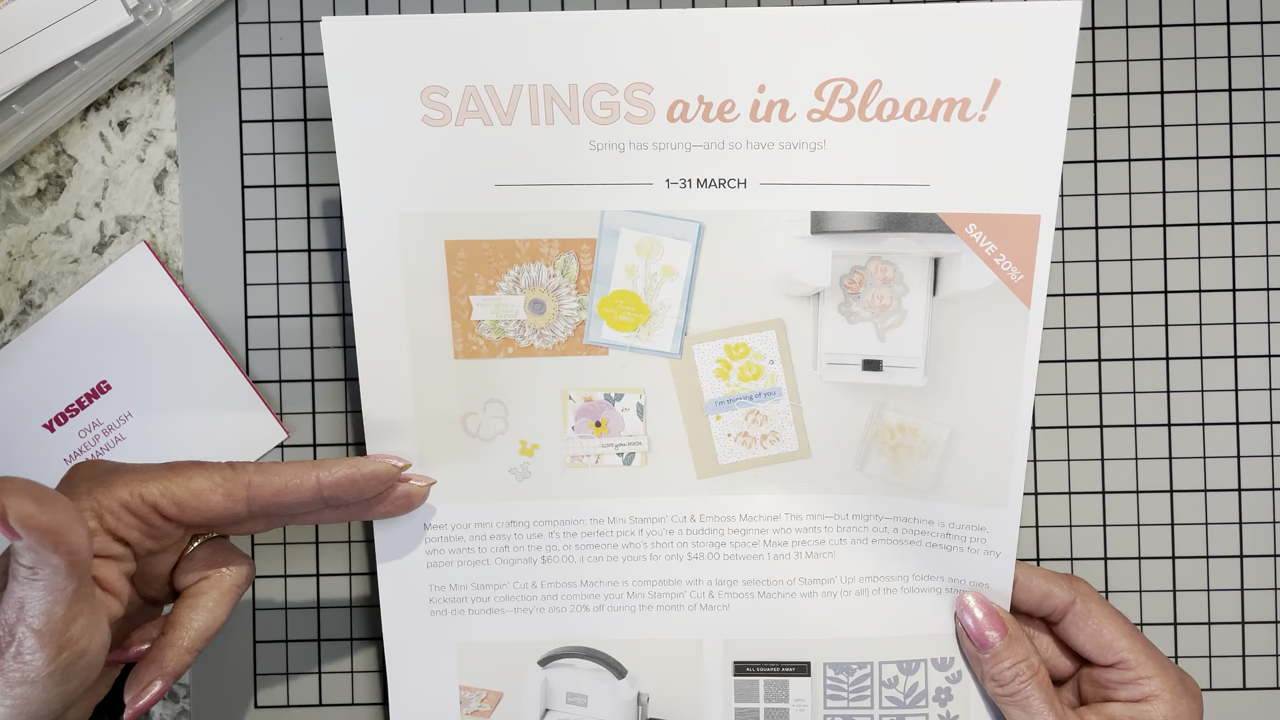 SAVINGS are in Bloom!
Spring has sprung—and so have savings!
1–31 MARCH
SAVE 20%!
I'm thinking of you
LOVE you MUCH
YOSENG
OVAL
MAKEUP BRUSH
MANUAL
Meet your mini crafting companion: the Mini Stampin' Cut & Emboss Machine! This mini—but mighty—machine is durable,
portable, and easy to use. It's the perfect pick if you're a budding beginner who wants to branch out, a papercrafting pro
who wants to craft on the go, or someone who's short on storage space! Make precise cuts and embossed designs for any
paper project. Originally $60.00, it can be yours for only $48.00 between 1 and 31 March!
The Mini Stampin' Cut & Emboss Machine is compatible with a large selection of Stampin' Up! embossing folders and dies
Kickstart your collection and combine your Mini Stampin' Cut & Emboss Machine with any (or all!) of the following
and-die bundles—they're also 20% off during the month of March!
ALL SQUARED AWAY